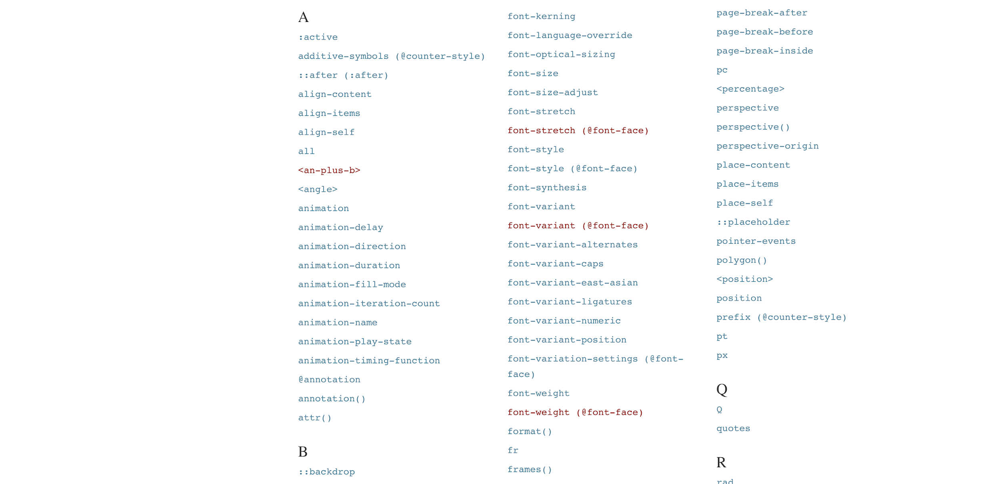 A
:active
additive-symbols (@counter-style)
::after (:after)
align-content
align-items
align-self
all
<an-plus-b>
<angle>
animation
animation-delay
animation-direction
animation-duration
animation-fill-mode
animation-iteration-count
animation-name
animation-play-state
animation-timing-function
@annotation
annotation()
attr()
B
::backdrop
font-kerning
font-language-override
font-optical-sizing
font-size
font-size-adjust
font-stretch
font-stretch (@font-face)
font-style
font-style (@font-face)
font-synthesis
font-variant
font-variant (@font-face)
font-variant-alternates
font-variant-caps
font-variant-east-asian
font-variant-ligatures
font-variant-numeric
font-variant-position
font-variation-settings (@font-
face)
font-weight
font-weight (@font-face)
format()
fr
frames()
page-break-after
page-break-before
page-break-inside
pc
<percentage>
perspective
perspective()
perspective-origin
place-content
place-items
place-self
::placeholder
pointer-events
polygon()
<position>
position
prefix (@counter-style)
pt
px
Q
Q
quotes
R
rad